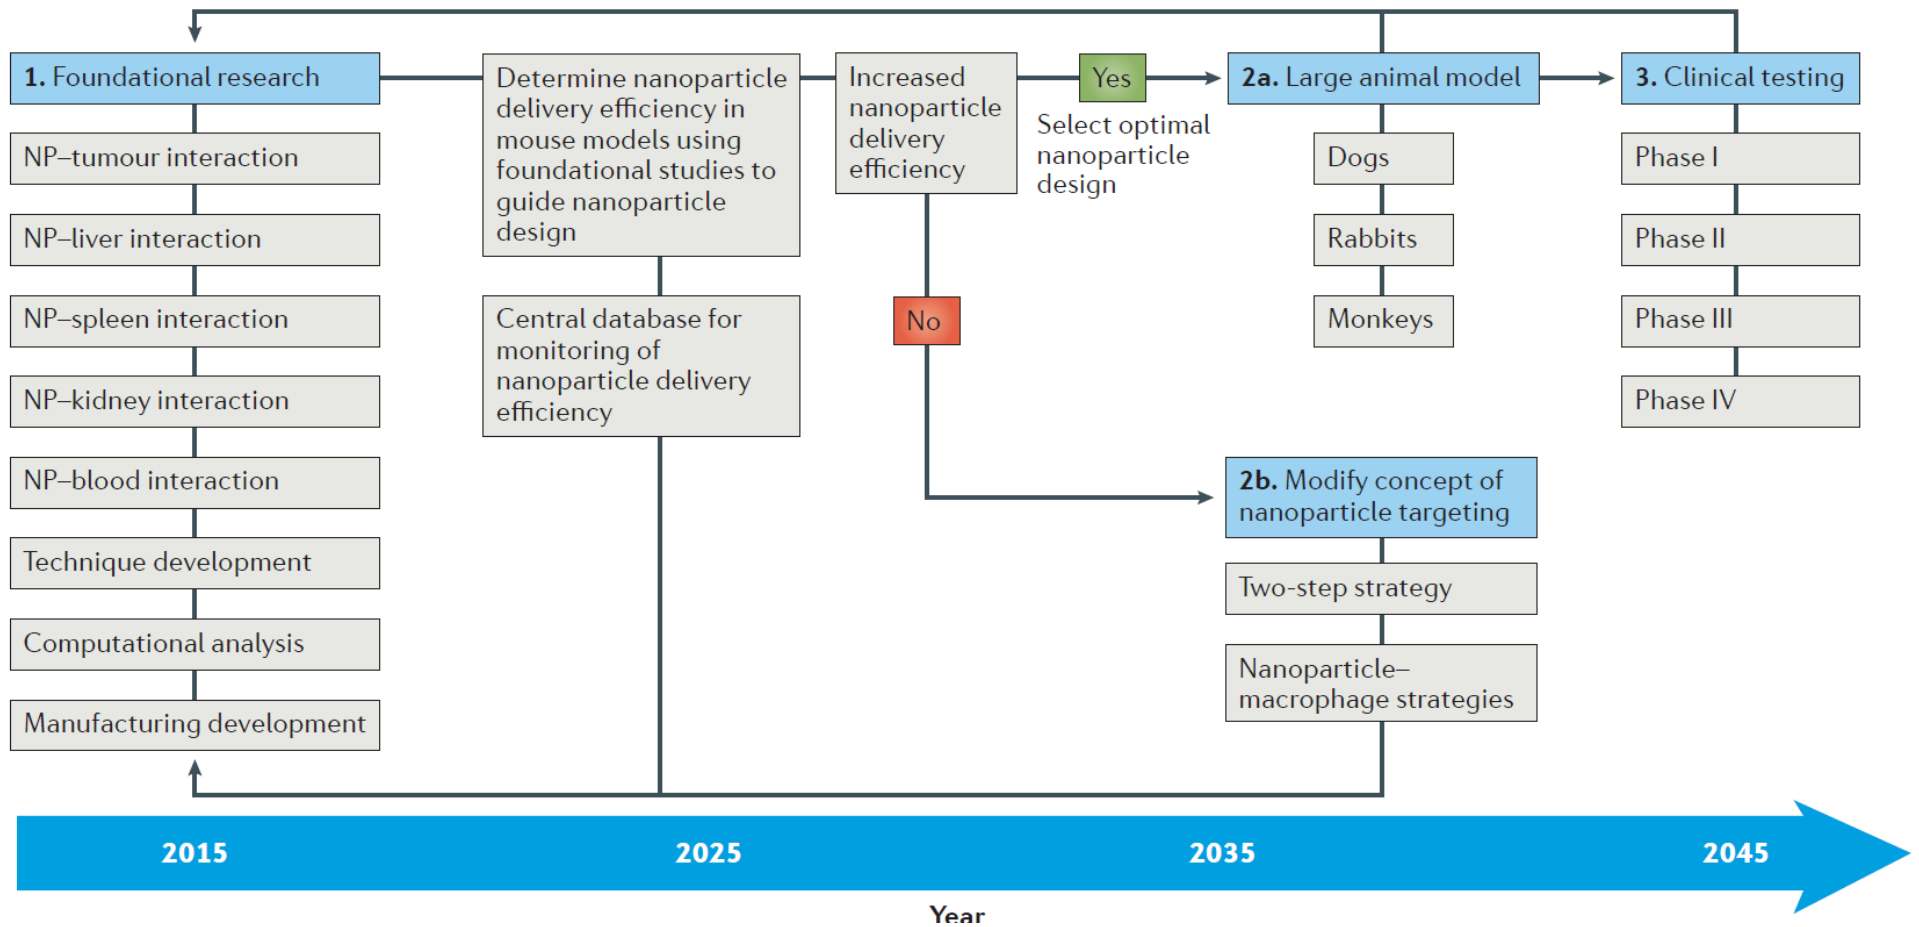 1. Foundational research
NP–tumour interaction
NP–liver interaction
NP–spleen interaction
NP–kidney interaction
NP–blood interaction
Technique development
Computational analysis
Manufacturing development
Determine nanoparticle
delivery efficiency in
mouse models using
foundational studies to
guide nanoparticle
design
Central database for
monitoring of
nanoparticle delivery
efficiency
Increased
nanoparticle
delivery
efficiency
Yes
Select optimal
nanoparticle
design
No
2a. Large animal model
Dogs
Rabbits
Monkeys
2b. Modify concept of
nanoparticle targeting
Two-step strategy
Nanoparticle–
macrophage strategies
3. Clinical testing
Phase I
Phase II
Phase III
Phase IV
2015 2025 2035 2045
Year